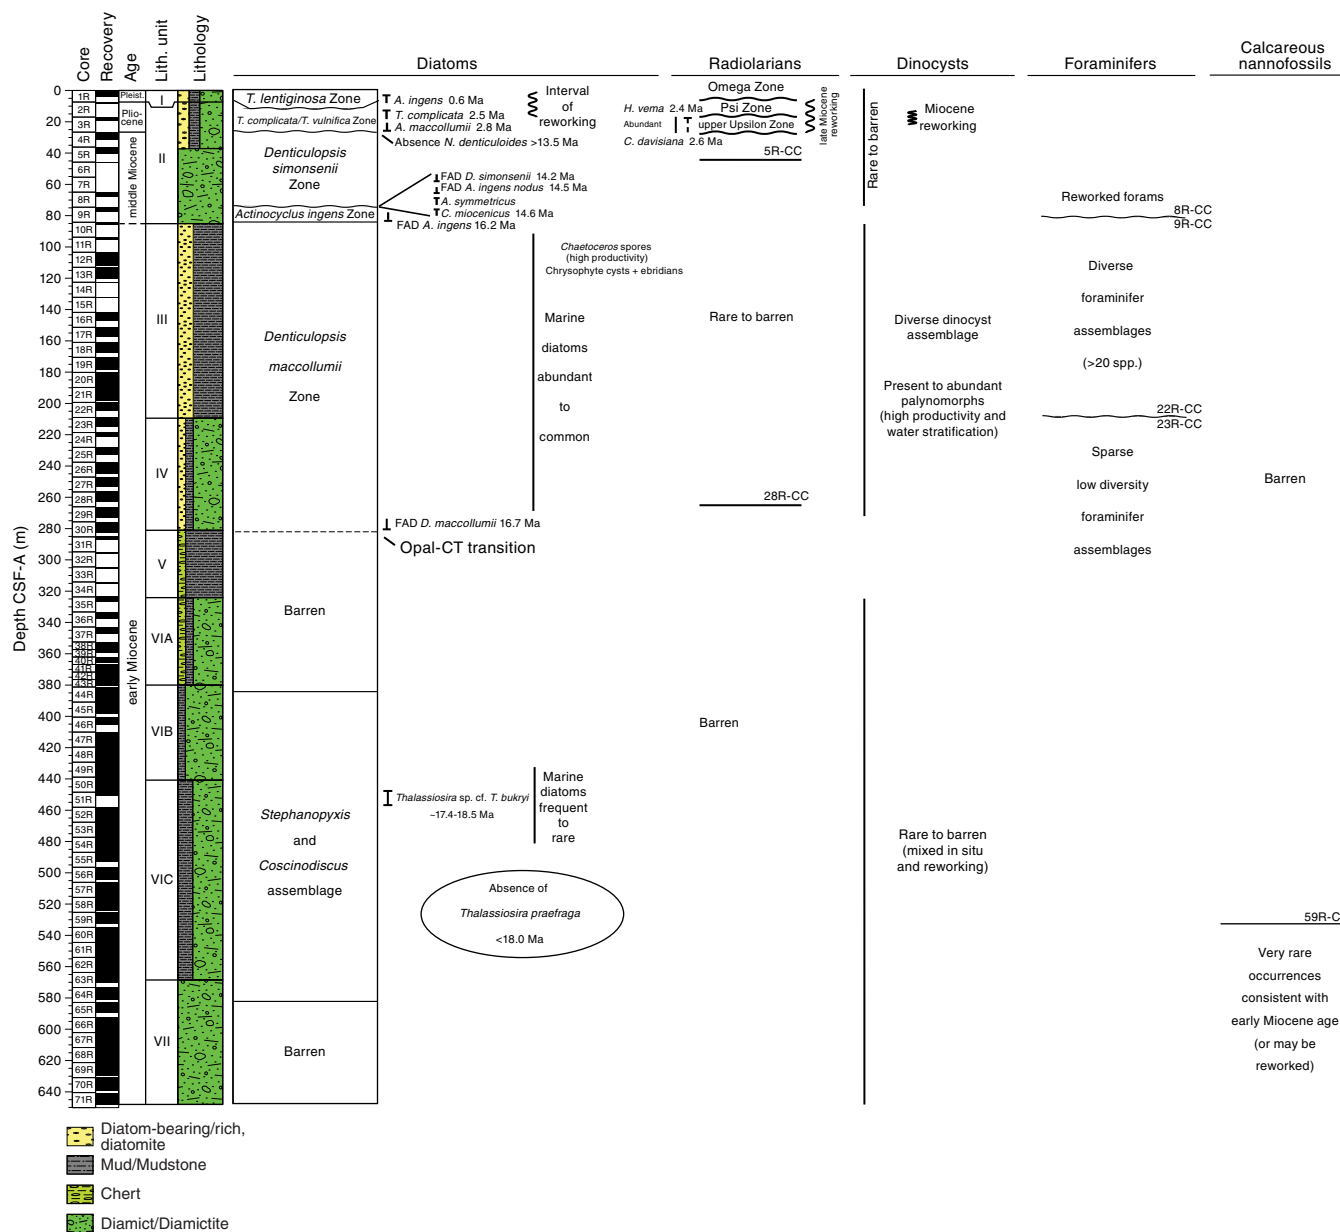 Core
Recovery
Age
Lith. unit
Lithology
Diatoms
Radiolarians
Dinocysts
Foraminifers
Calcareous
nannofossils
Depth CSF-A (m)
0
20
40
60
80
100
120
140
160
180
200
220
240
260
280
300
320
340
360
380
400
420
440
460
480
500
520
540
560
580
600
620
640
1R
2R
3R
4R
5R
6R
7R
8R
9R
10R
11R
12R
13R
14R
15R
16R
17R
18R
19R
20R
21R
22R
23R
24R
25R
26R
27R
28R
29R
30R
31R
32R
33R
34R
35R
36R
37R
38R
39R
40R
41R
42R
43R
44R
45R
46R
47R
48R
49R
50R
51R
52R
53R
54R
55R
56R
57R
58R
59R
60R
61R
62R
63R
64R
65R
66R
67R
68R
69R
70R
71R
Pleist.
Plio-
cene
middle Miocene
early Miocene
I
II
III
IV
V
VIA
VIB
VIC
VII
T. lentiginosa Zone
T. complicata/T. vulnifica Zone
Denticulopsis
simonsenii
Zone
Actinocyclus ingens Zone
Denticulopsis
maccollumii
Zone
Barren
Stephanopyxis
and
Coscinodiscus
assemblage
Barren
A. ingens 0.6 Ma
T. complicata 2.5 Ma
A. maccollumii 2.8 Ma
Absence N. denticuloides >13.5 Ma
FAD D. simonsenii 14.2 Ma
FAD A. ingens nodus 14.5 Ma
A. symmetricus
C. miocenicus 14.6 Ma
FAD A. ingens 16.2 Ma
Interval
of
reworking
Chaetoceros spores
(high productivity)
Chrysophyte cysts + ebridians
Marine
diatoms
abundant
to
common
FAD D. maccollumii 16.7 Ma
Opal-CT transition
Thalassiosira sp. cf. T. bukryi
~17.4-18.5 Ma
Marine
diatoms
frequent
to
rare
Absence of
Thalassiosira praefraga
<18.0 Ma
Omega Zone
H. vema 2.4 Ma
Psi Zone
Abundant
upper Upsilon Zone
C. davisiana 2.6 Ma
late Miocene
reworking
5R-CC
Rare to barren
28R-CC
Barren
Rare to barren
Miocene
reworking
Diverse dinocyst
assemblage
Present to abundant
palynomorphs
(high productivity and
water stratification)
Rare to barren
(mixed in situ
and reworking)
Reworked forams
8R-CC
9R-CC
Diverse
foraminifer
assemblages
(>20 spp.)
22R-CC
23R-CC
Sparse
low diversity
foraminifer
assemblages
Barren
59R-C
Very rare
occurrences
consistent with
early Miocene age
(or may be
reworked)
Diatom-bearing/rich,
diatomite
Mud/Mudstone
Chert
Diamict/Diamictite